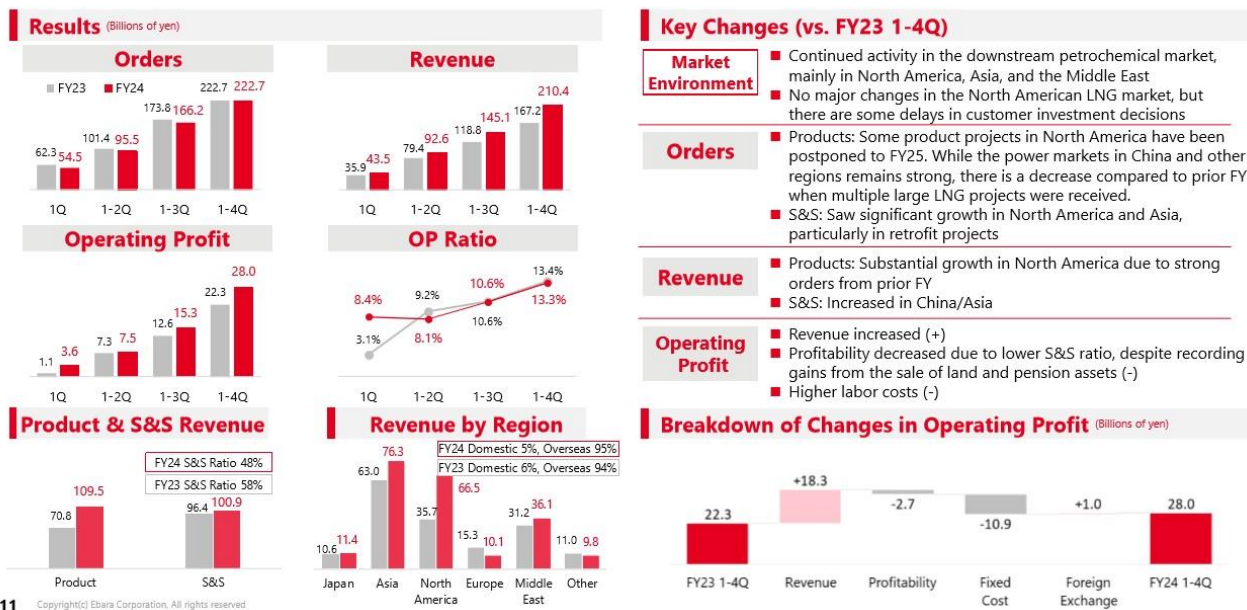 Results (Billions of yen)
Orders
FY23 FY24
62.3 54.5
101.4 95.5
173.8 166.2
222.7 222.7
1Q 1-2Q 1-3Q 1-4Q
Revenue
35.9 43.5
79.4 92.6
118.8 145.1
167.2 210.4
1Q 1-2Q 1-3Q 1-4Q
Operating Profit
1.1 3.6
7.3 7.5
12.6 15.3
22.3 28.0
1Q 1-2Q 1-3Q 1-4Q
OP Ratio
8.4% 9.2% 10.6% 13.4%
3.1% 8.1% 10.6% 13.3%
1Q 1-2Q 1-3Q 1-4Q
Product & S&S Revenue
FY24 S&S Ratio 48%
FY23 S&S Ratio 58%
70.8 109.5
96.4 100.9
Product S&S
Revenue by Region
FY24 Domestic 5%, Overseas 95%
FY23 Domestic 6%, Overseas 94%
10.6 11.4
63.0 76.3
35.7 66.5
15.3 10.1
31.2 36.1
11.0 9.8
Japan Asia North Europe Middle Other
America East
Key Changes (vs. FY23 1-4Q)
Market
Environment
Continued activity in the downstream petrochemical market,
mainly in North America, Asia, and the Middle East
No major changes in the North American LNG market, but
there are some delays in customer investment decisions
Orders
Products: Some product projects in North America have been
postponed to FY25. While the power markets in China and other
regions remains strong, there is a decrease compared to prior FY
when multiple large LNG projects were received.
S&S: Saw significant growth in North America and Asia,
particularly in retrofit projects
Revenue
Products: Substantial growth in North America due to strong
orders from prior FY
S&S: Increased in China/Asia
Operating
Profit
Revenue increased (+)
Profitability decreased due to lower S&S ratio, despite recording
gains from the sale of land and pension assets (-)
Higher labor costs (-)
Breakdown of Changes in Operating Profit (Billions of yen)
22.3 +18.3 -2.7 -10.9 +1.0 28.0
FY23 1-4Q Revenue Profitability Fixed Foreign FY24 1-4Q
Cost Exchange
11 Copyright(c) Ebara Corporation, All rights reserved